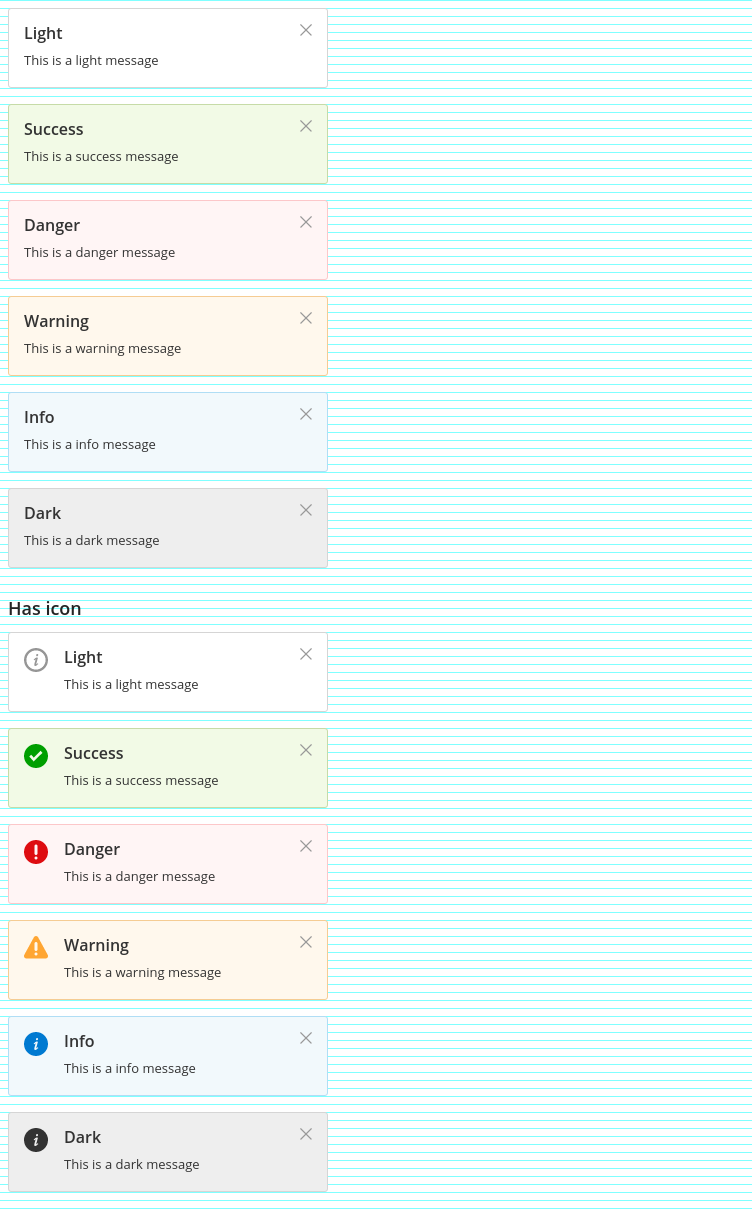 Light
This is a light message
Success
This is a success message
Danger
This is a danger message
Warning
This is a warning message
Info
This is a info message
Dark
This is a dark message
Has icon
Light
This is a light message
Success
This is a success message
Danger
This is a danger message
Warning
This is a warning message
Info
This is a info message
Dark
This is a dark message